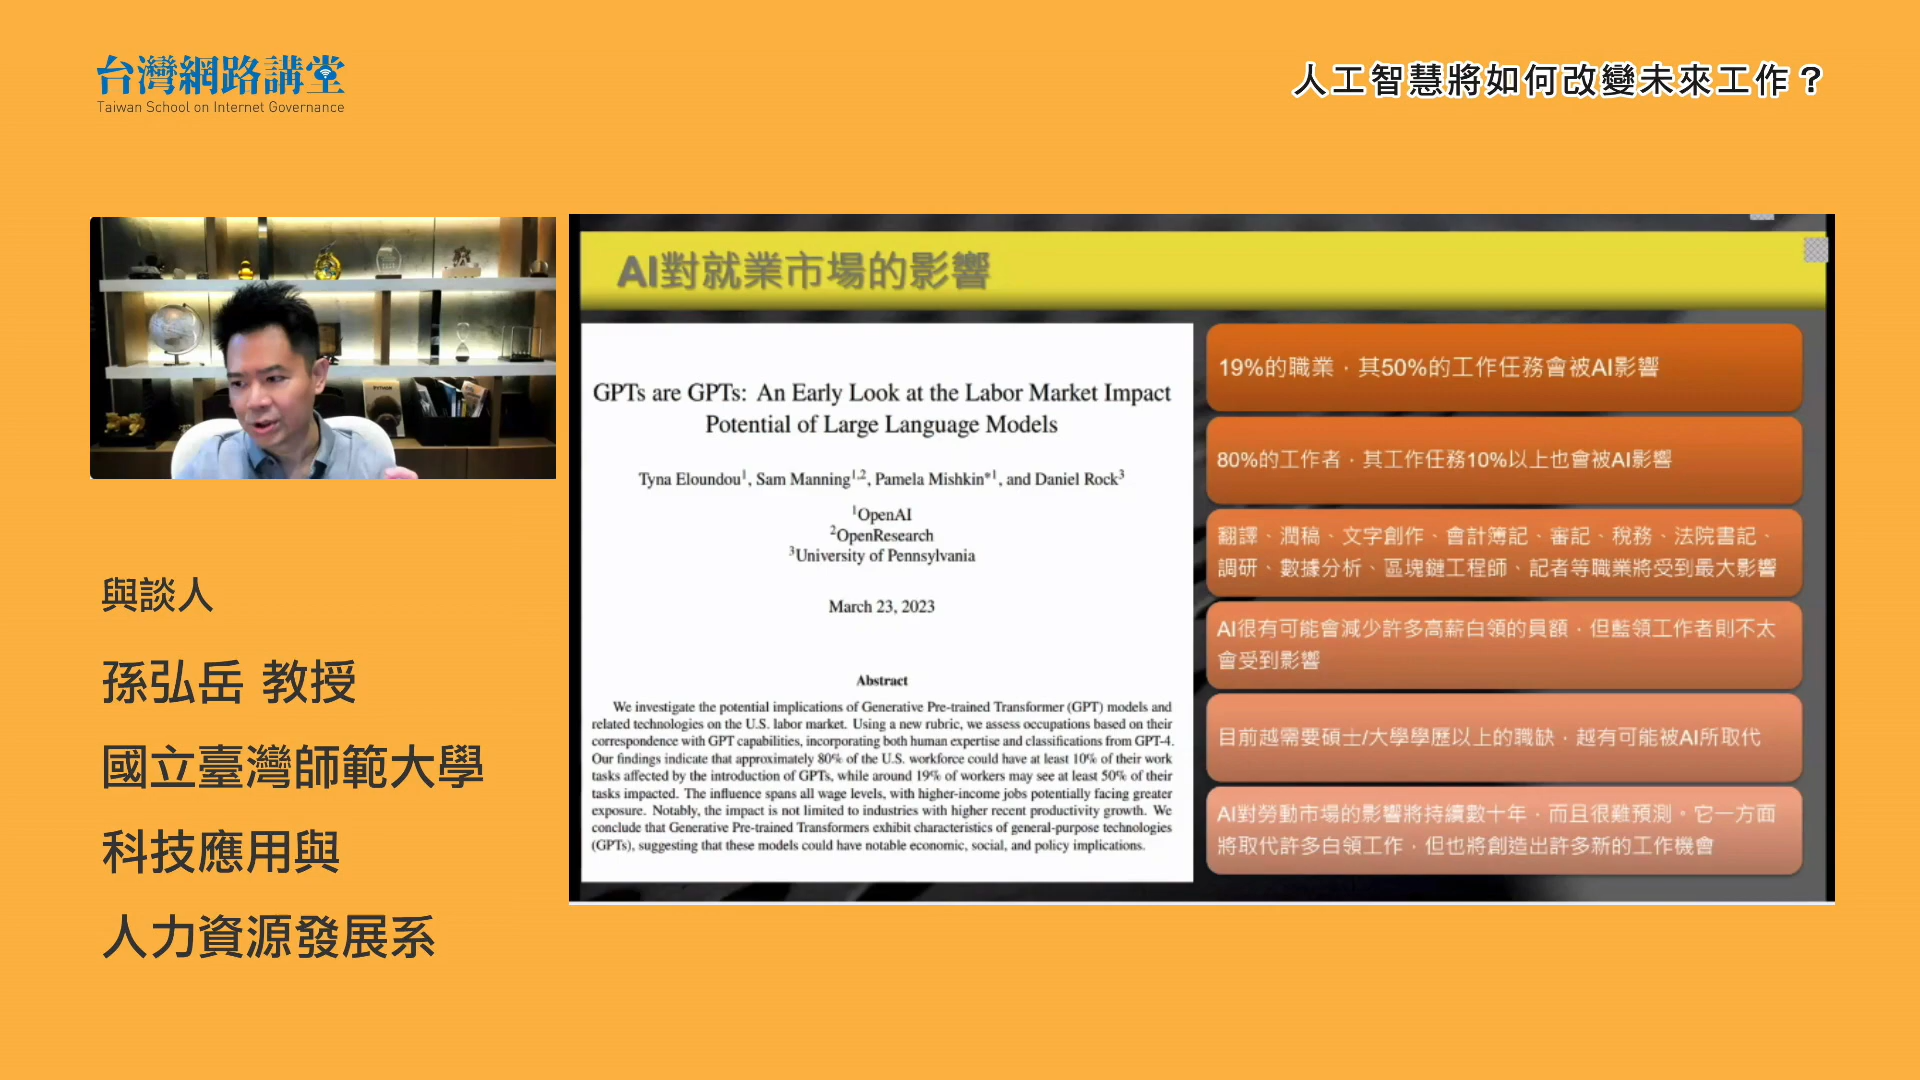 台灣網路講堂
Taiwan School on Internet Governance
人工智慧將如何改變未來工作？
與談人
孫弘岳 教授
國立臺灣師範大學
科技應用與
人力資源發展系
AI對就業市場的影響
GPTs are GPTs: An Early Look at the Labor Market Impact
Potential of Large Language Models
Tyna Eloundou1, Sam Manning1,2, Pamela Mishkin*1, and Daniel Rock3
1OpenAI
2OpenResearch
3University of Pennsylvania
March 23, 2023
Abstract
We investigate the potential implications of Generative Pre-trained Transformer (GPT) models and
related technologies on the U.S. labor market. Using a new rubric, we assess occupations based on their
correspondence with GPT capabilities, incorporating both human expertise and classifications from GPT-4.
Our findings indicate that approximately 80% of the U.S. workforce could have at least 10% of their work
tasks affected by the introduction of GPTs, while around 19% of workers may see at least 50% of their
tasks impacted. The influence spans all wage levels, with higher-income jobs potentially facing greater
exposure. Notably, the impact is not limited to industries with higher recent productivity growth. We
conclude that Generative Pre-trained Transformers exhibit characteristics of general-purpose technologies
(GPTs), suggesting that these models could have notable economic, social, and policy implications.
19%的職業，其50%的工作任務會被AI影響
80%的工作者，其工作任務10%以上也會被AI影響
翻譯、潤稿、文字創作、會計簿記、審記、稅務、法院書記、
調研、數據分析、區塊鏈工程師、記者等職業將受到最大影響
AI很有可能會減少許多高薪白領的員額，但藍領工作者則不太
會受到影響
目前越需要碩士/大學學歷以上的職缺，越有可能被AI所取代
AI對勞動市場的影響將持續數十年，而且很難預測。它一方面
將取代許多白領工作，但也將創造出許多新的工作機會
PYTHON